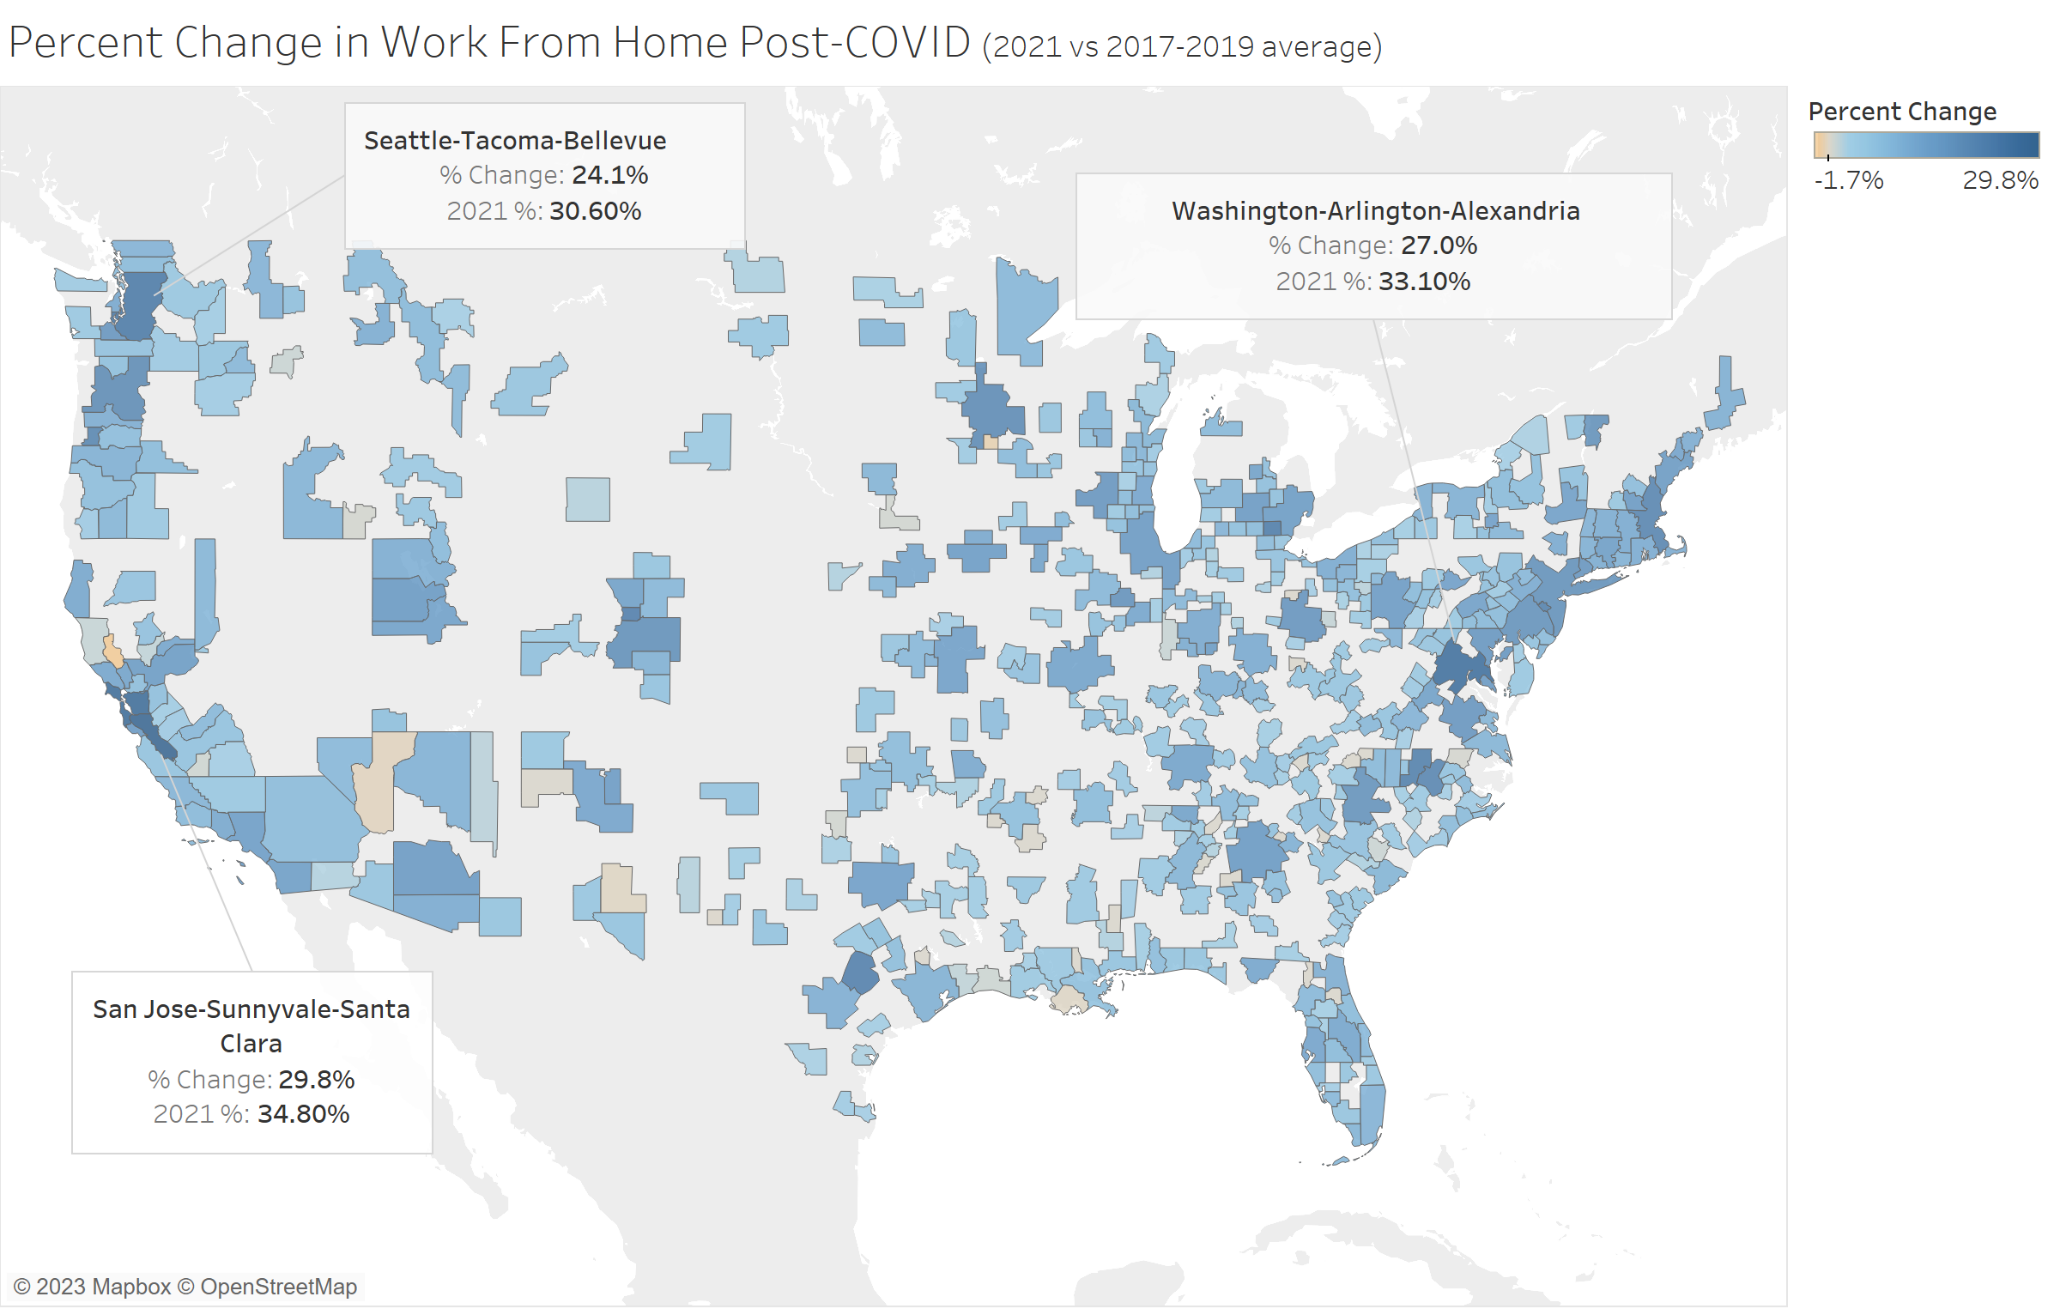 Percent Change in Work From Home Post-COVID (2021 vs 2017-2019 average)
Seattle-Tacoma-Bellevue
% Change: 24.1%
2021 %: 30.60%
Washington-Arlington-Alexandria
% Change: 27.0%
2021 %: 33.10%
Percent Change
-1.7% 29.8%
San Jose-Sunnyvale-Santa
Clara
% Change: 29.8%
2021 %: 34.80%
© 2023 Mapbox © OpenStreetMap